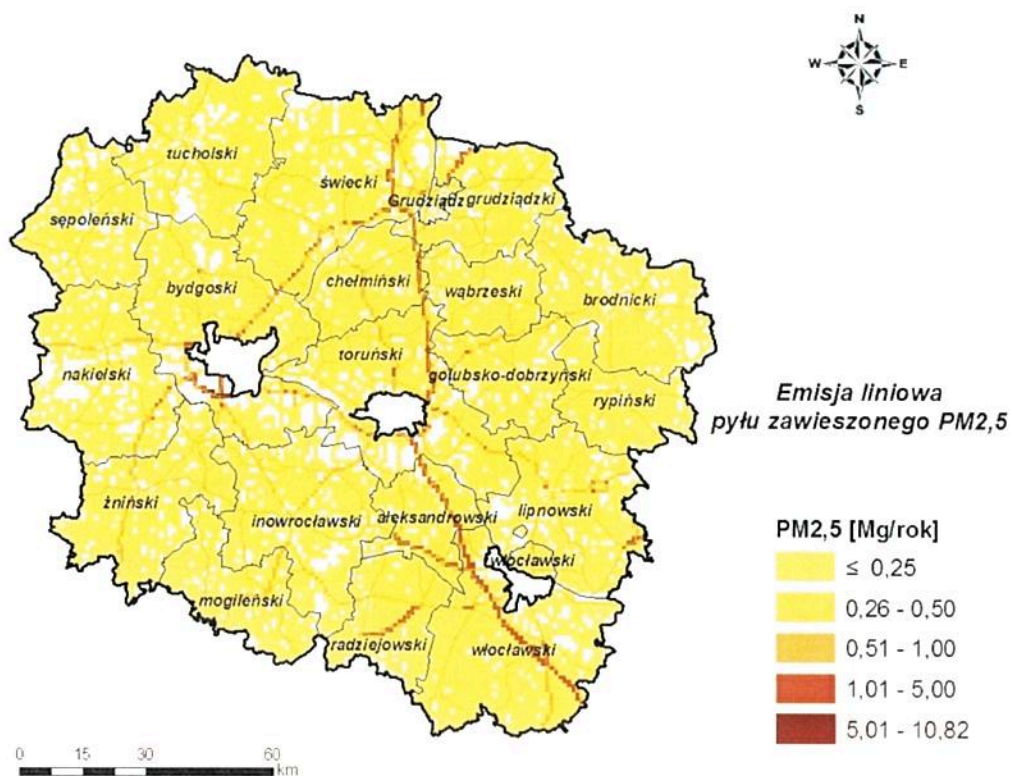 N
W E
S
tucholski
świecki
Grudziądz grudziądzki
sępoleński
bydgoski
chełmiński
wąbrzeski
brodnicki
nakielski
toruński
golubsko-dobrzyński
rypiński
Emisja liniowa
pyłu zawieszonego PM2,5
żniński
inowrocławski
aleksandrowski
lipnowski
włocławski
mogileński
radziejowski
włocławski
PM2,5 [Mg/rok]
≤ 0,25
0,26 - 0,50
0,51 - 1,00
1,01 - 5,00
5,01 - 10,82
0 15 30 60
km